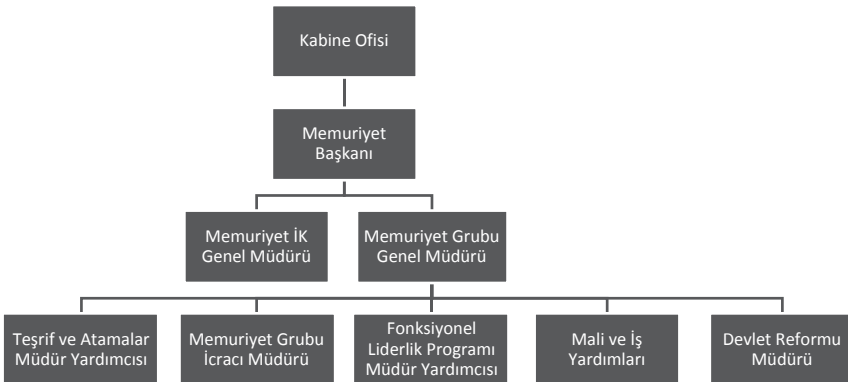 Kabine Ofisi
Memuriyet
Başkanı
Memuriyet İK
Genel Müdürü
Memuriyet Grubu
Genel Müdürü
Teşrif ve Atamalar
Müdür Yardımcısı
Memuriyet Grubu
İcracı Müdürü
Fonksiyonel
Liderlik Programı
Müdür Yardımcısı
Mali ve İş
Yardımları
Devlet Reformu
Müdürü